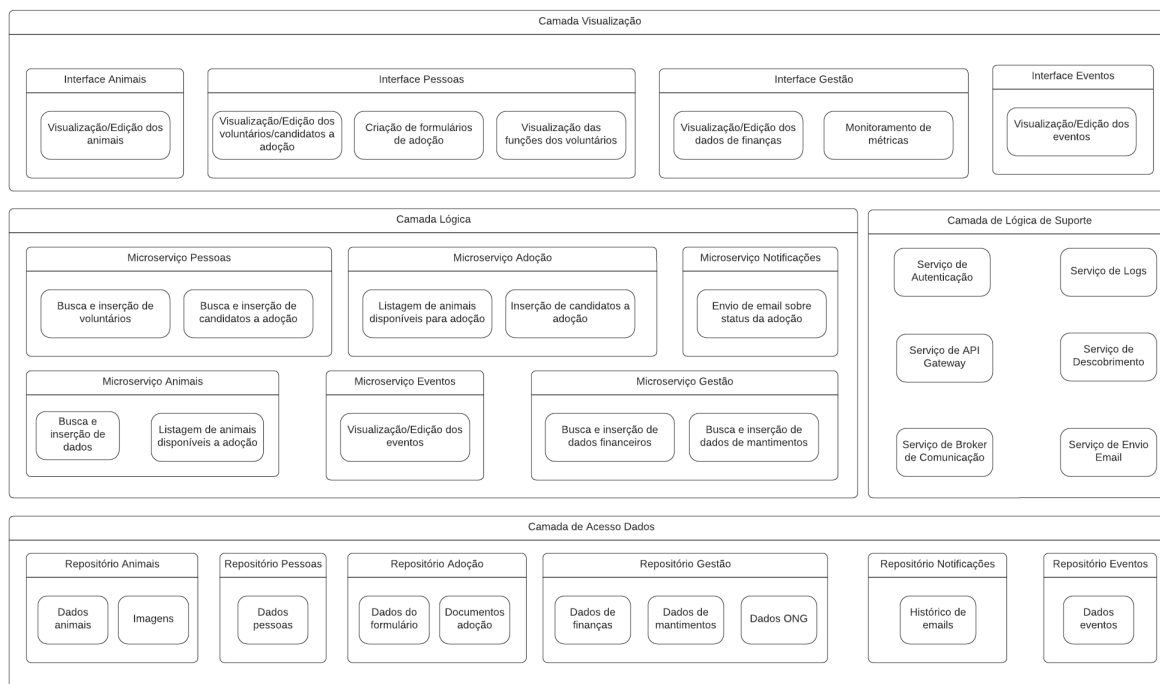 Camada Visualização
Interface Animais
Visualização/Edição dos
animais
Interface Pessoas
Visualização/Edição dos
voluntários/candidatos a
adoção
Criação de formulários
de adoção
Visualização das
funções dos voluntários
Interface Gestão
Visualização/Edição dos
dados de finanças
Monitoramento de
métricas
Interface Eventos
Visualização/Edição dos
eventos
Camada Lógica
Microserviço Pessoas
Busca e inserção de
voluntários
Busca e inserção de
candidatos a adoção
Microserviço Adoção
Listagem de animais
disponíveis para adoção
Inserção de candidatos a
adoção
Microserviço Notificações
Envio de email sobre
status da adoção
Microserviço Animais
Busca e
inserção de
dados
Listagem de animais
disponíveis a adoção
Microserviço Eventos
Visualização/Edição dos
eventos
Microserviço Gestão
Busca e inserção de
dados financeiros
Busca e inserção de
dados de mantimentos
Camada de Lógica de Suporte
Serviço de
Autenticação
Serviço de Logs
Serviço de API
Gateway
Serviço de
Descobrimento
Serviço de Broker
de Comunicação
Serviço de Envio
Email
Camada de Acesso Dados
Repositório Animais
Dados
animais
Imagens
Repositório Pessoas
Dados
pessoas
Repositório Adoção
Dados do
formulário
Documentos
adoção
Repositório Gestão
Dados de
finanças
Dados de
mantimentos
Dados ONG
Repositório Notificações
Histórico de
emails
Repositório Eventos
Dados
eventos